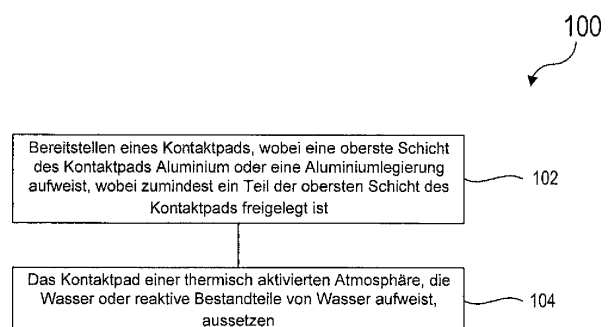 100
Bereitstellen eines Kontaktpads, wobei eine oberste Schicht
des Kontaktpads Aluminium oder eine Aluminiumlegierung
aufweist, wobei zumindest ein Teil der obersten Schicht des
Kontaktpads freigelegt ist
102
Das Kontaktpad einer thermisch aktivierten Atmosphäre, die
Wasser oder reaktive Bestandteile von Wasser aufweist,
aussetzen
104